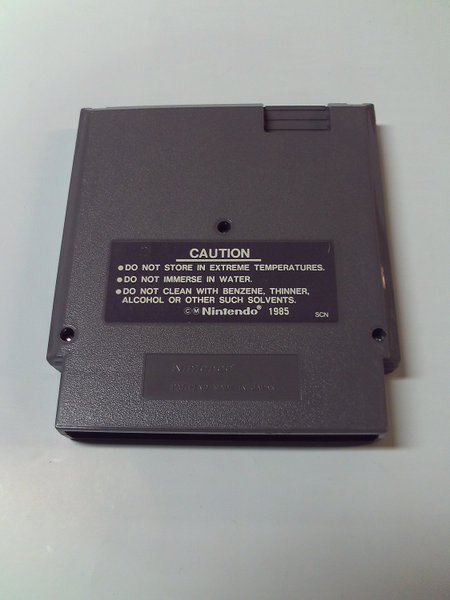 CAUTION
●DO NOT STORE IN EXTREME TEMPERATURES.
●DO NOT IMMERSE IN WATER.
●DO NOT CLEAN WITH BENZENE, THINNER,
ALCOHOL OR OTHER SUCH SOLVENTS.
©Ⓜ Nintendo® 1985
SCN
Nintendo